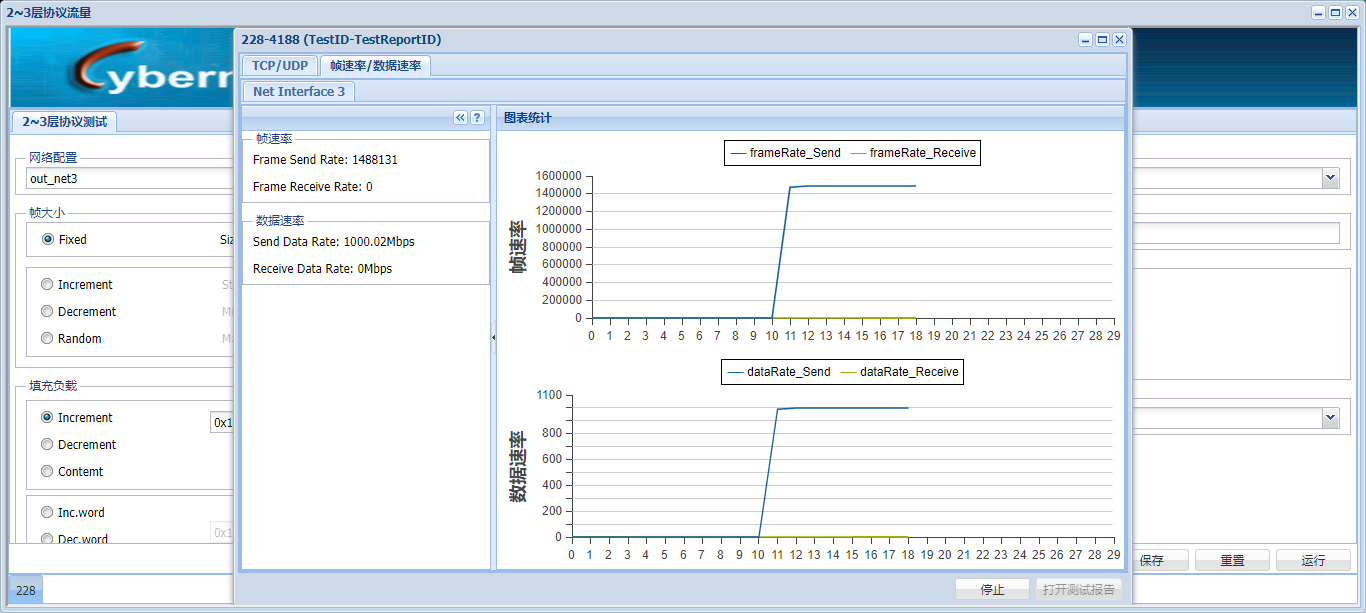 2~3层协议流量
Cybern
228-4188 (TestID-TestReportID)
TCP/UDP 帧速率/数据速率
Net Interface 3
2~3层协议测试
网络配置
out_net3
帧大小
Fixed
Increment
Decrement
Random
填充负载
Increment 0x1
Decrement
Contemt
Inc.word
Dec.word 0x1
228
?
帧速率
Frame Send Rate: 1488131
Frame Receive Rate: 0
数据速率
Send Data Rate: 1000.02Mbps
Receive Data Rate: 0Mbps
图表统计
frameRate_Send frameRate_Receive
帧速率
1600000
1400000
1200000
1000000
800000
600000
400000
200000
0
0 1 2 3 4 5 6 7 8 9 10 11 12 13 14 15 16 17 18 19 20 21 22 23 24 25 26 27 28 29
dataRate_Send dataRate_Receive
数据速率
1100
800
600
400
200
0
0 1 2 3 4 5 6 7 8 9 10 11 12 13 14 15 16 17 18 19 20 21 22 23 24 25 26 27 28 29
停止 打开测试报告
保存 重置 运行